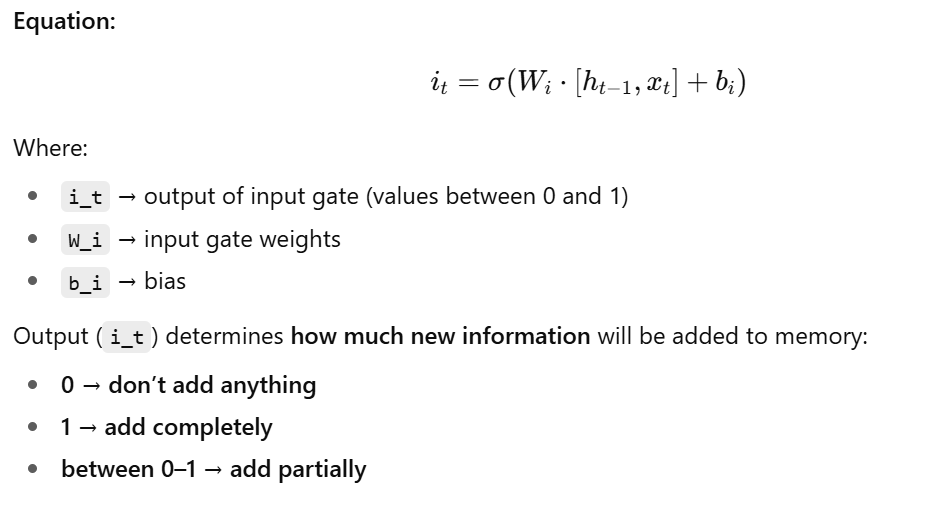 Equation:
i_t = σ(W_i · [h_{t−1}, x_t] + b_i)
Where:
• i_t → output of input gate (values between 0 and 1)
• W_i → input gate weights
• b_i → bias
Output ( i_t ) determines how much new information will be added to memory:
• 0 → don’t add anything
• 1 → add completely
• between 0–1 → add partially